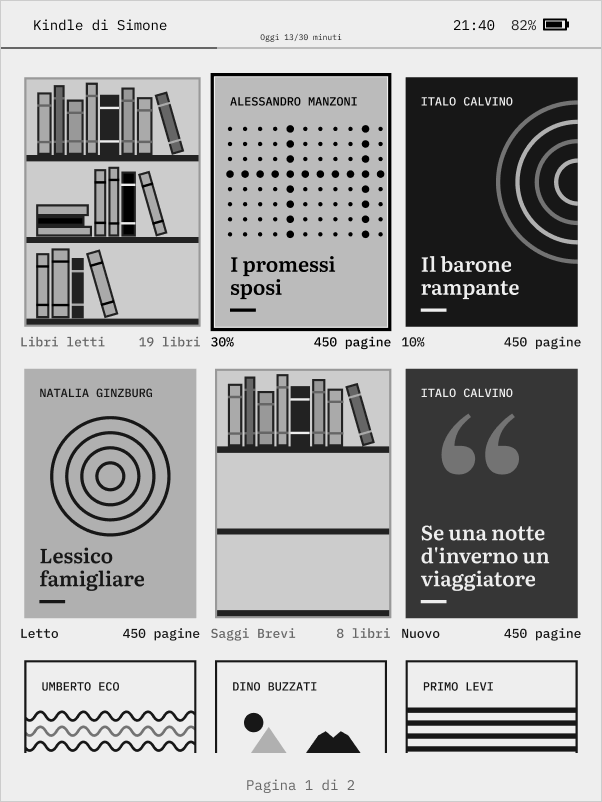 Kindle di Simone
Oggi 13/30 minuti
21:40 82%
ALESSANDRO MANZONI
I promessi
sposi
ITALO CALVINO
Il barone
rampante
Libri letti 19 libri
30% 450 pagine
10% 450 pagine
NATALIA GINZBURG
Lessico
famigliare
ITALO CALVINO
“
Se una notte
d'inverno un
viaggiatore
Letto 450 pagine
Saggi Brevi 8 libri
Nuovo 450 pagine
UMBERTO ECO
DINO BUZZATI
PRIMO LEVI
Pagina 1 di 2